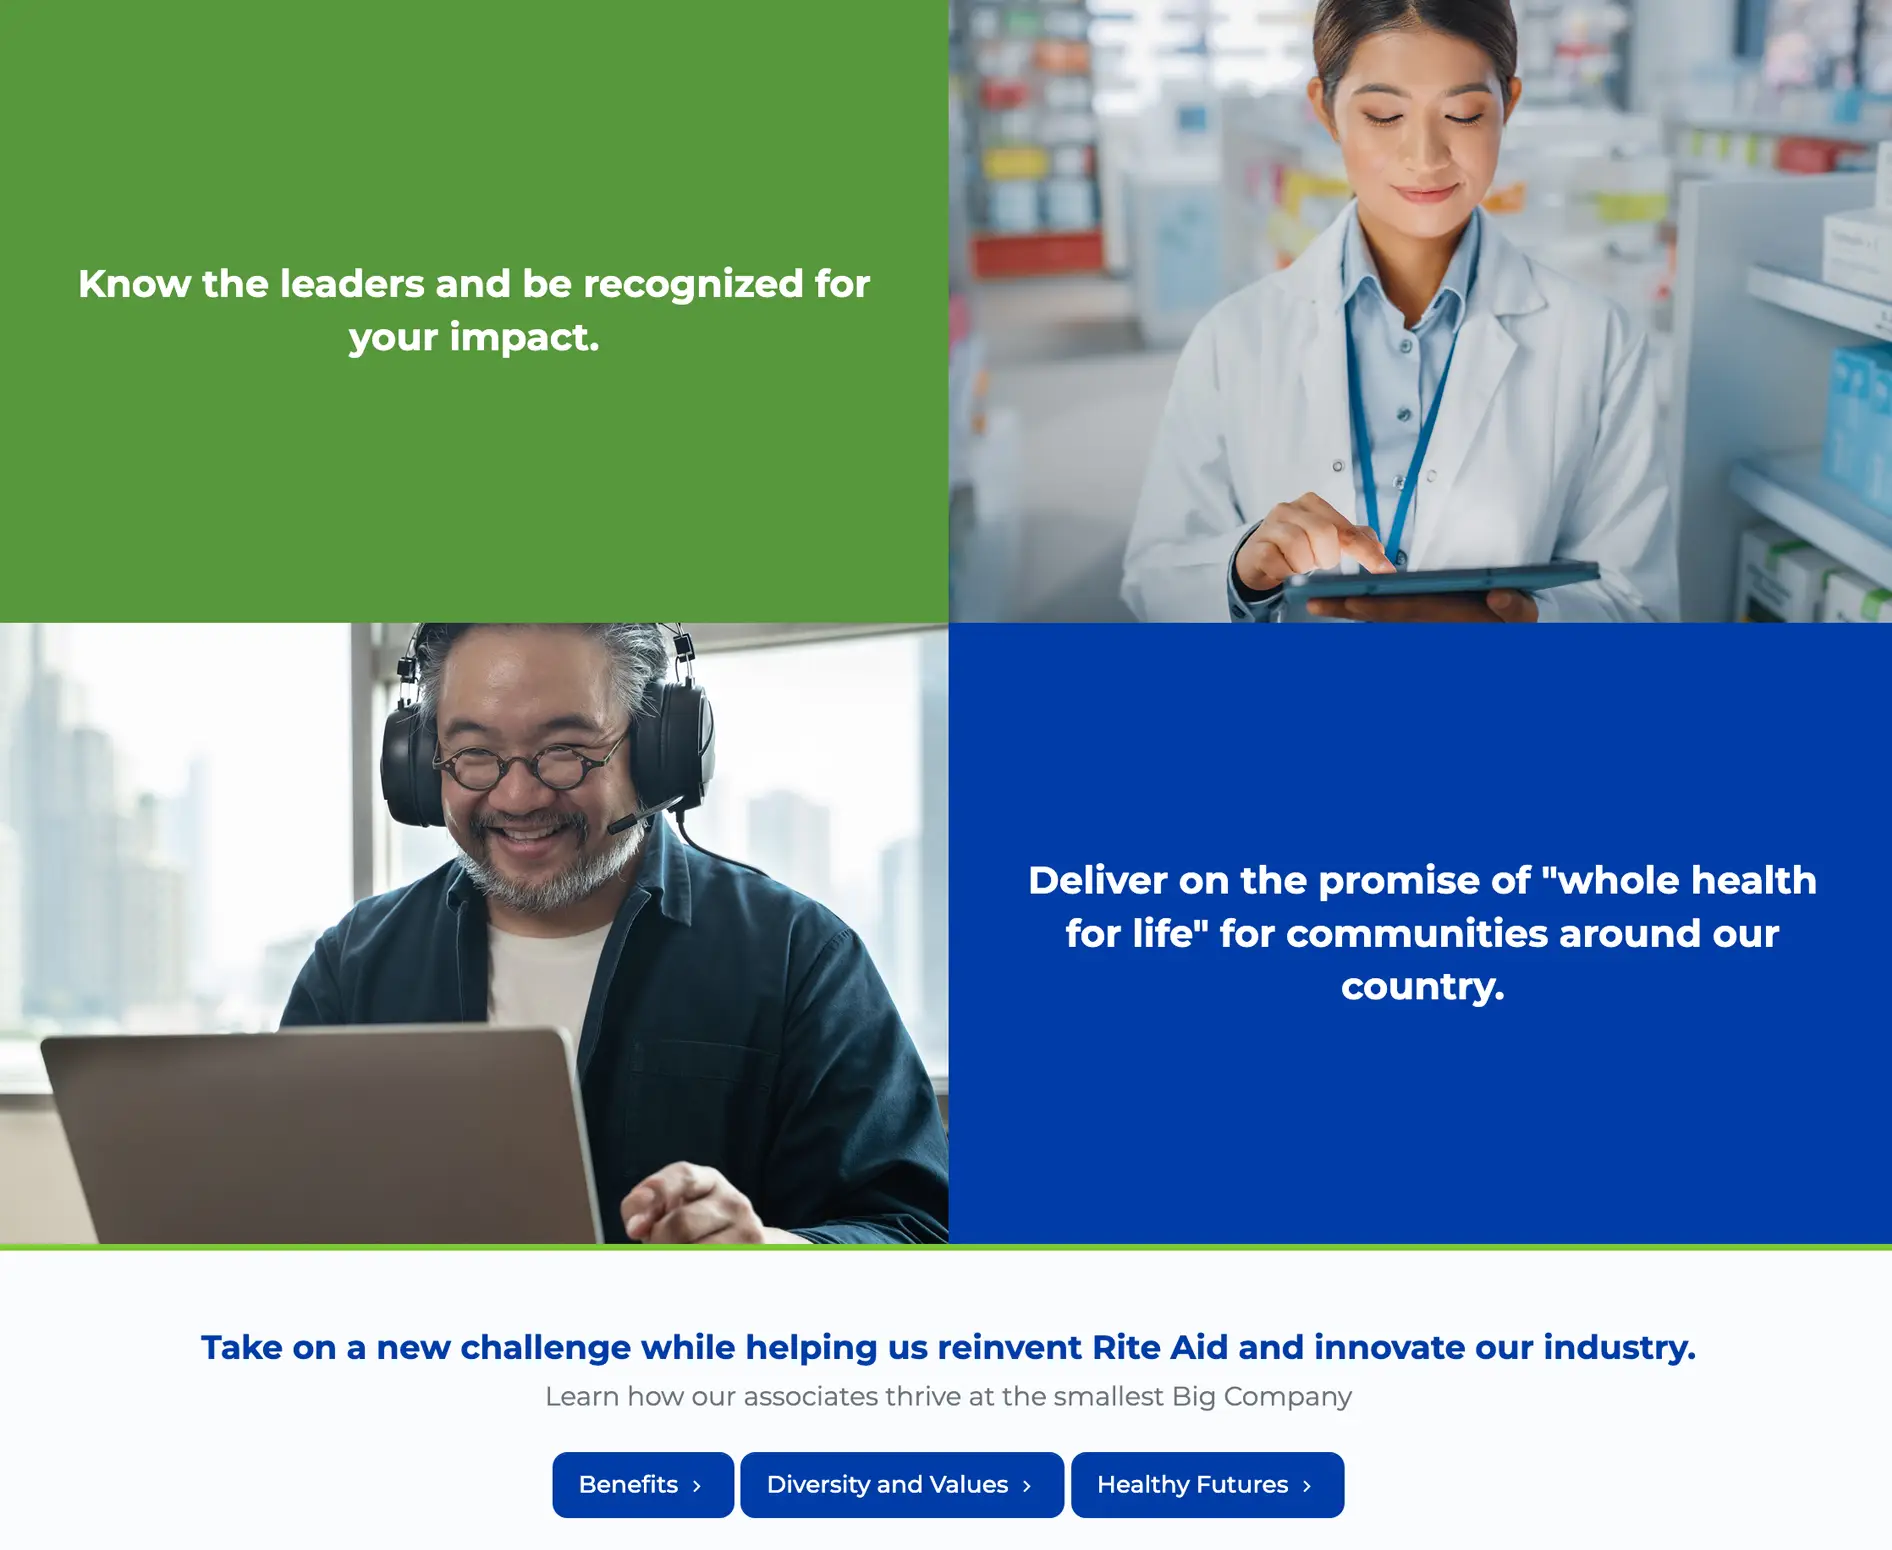 Know the leaders and be recognized for
your impact.
Deliver on the promise of "whole health
for life" for communities around our
country.
Take on a new challenge while helping us reinvent Rite Aid and innovate our industry.
Learn how our associates thrive at the smallest Big Company
Benefits ›
Diversity and Values ›
Healthy Futures ›